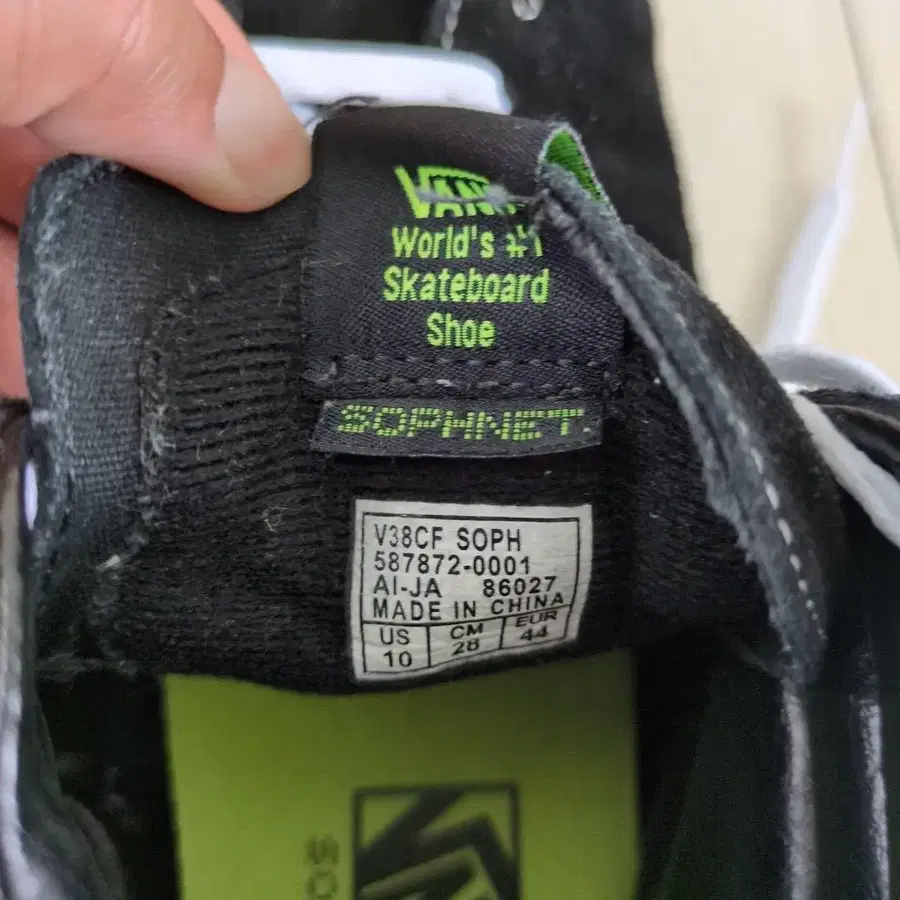 VANS
World's #1
Skateboard
Shoe
SOPHNET.
V38CF SOPH
587872-0001
AI-JA 86027
MADE IN CHINA
US CM EUR
10 28 44
SO